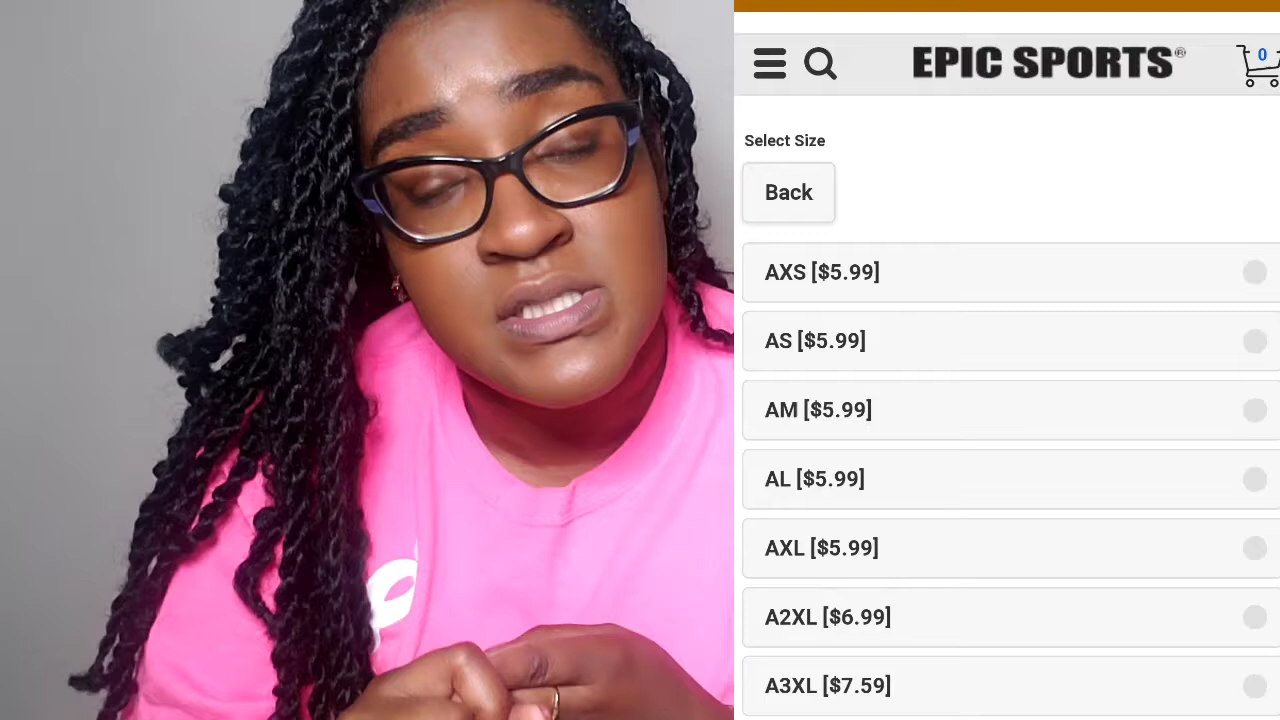 EPIC SPORTS®
0
Select Size
Back
AXS [$5.99]
AS [$5.99]
AM [$5.99]
AL [$5.99]
AXL [$5.99]
A2XL [$6.99]
A3XL [$7.59]